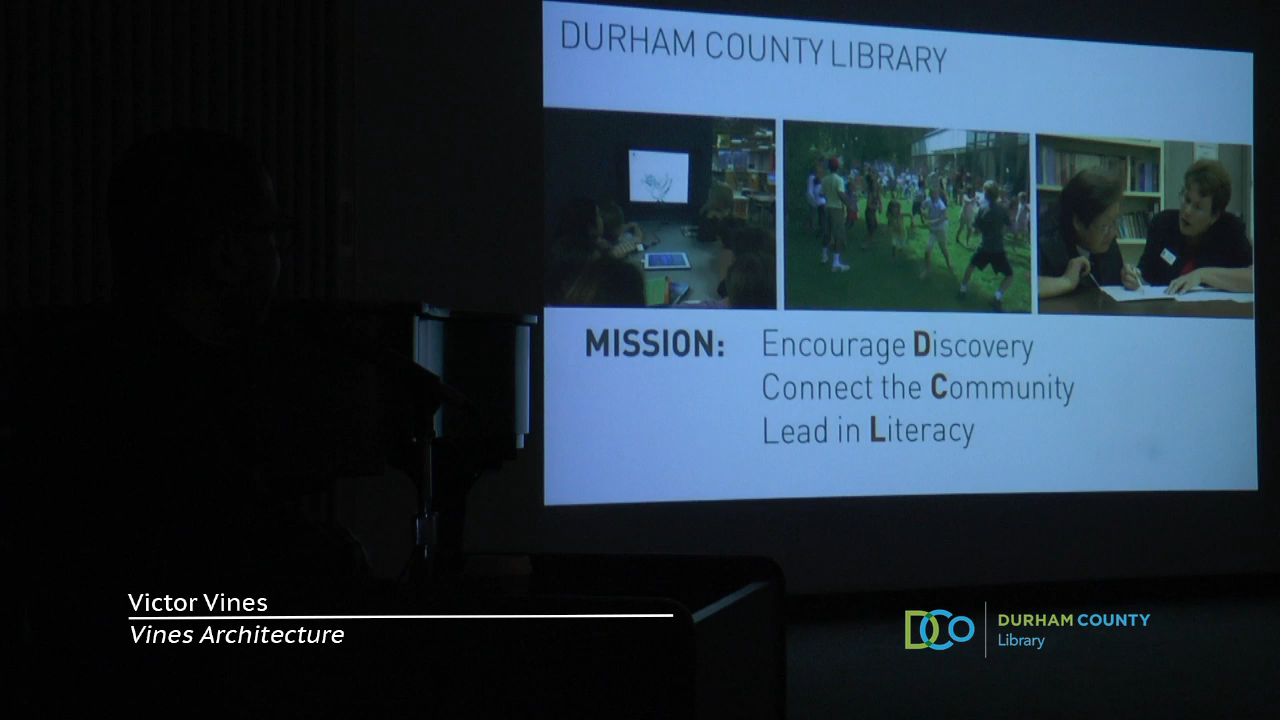 DURHAM COUNTY LIBRARY
MISSION: Encourage Discovery
Connect the Community
Lead in Literacy
Victor Vines
Vines Architecture
DCO DURHAM COUNTY
Library